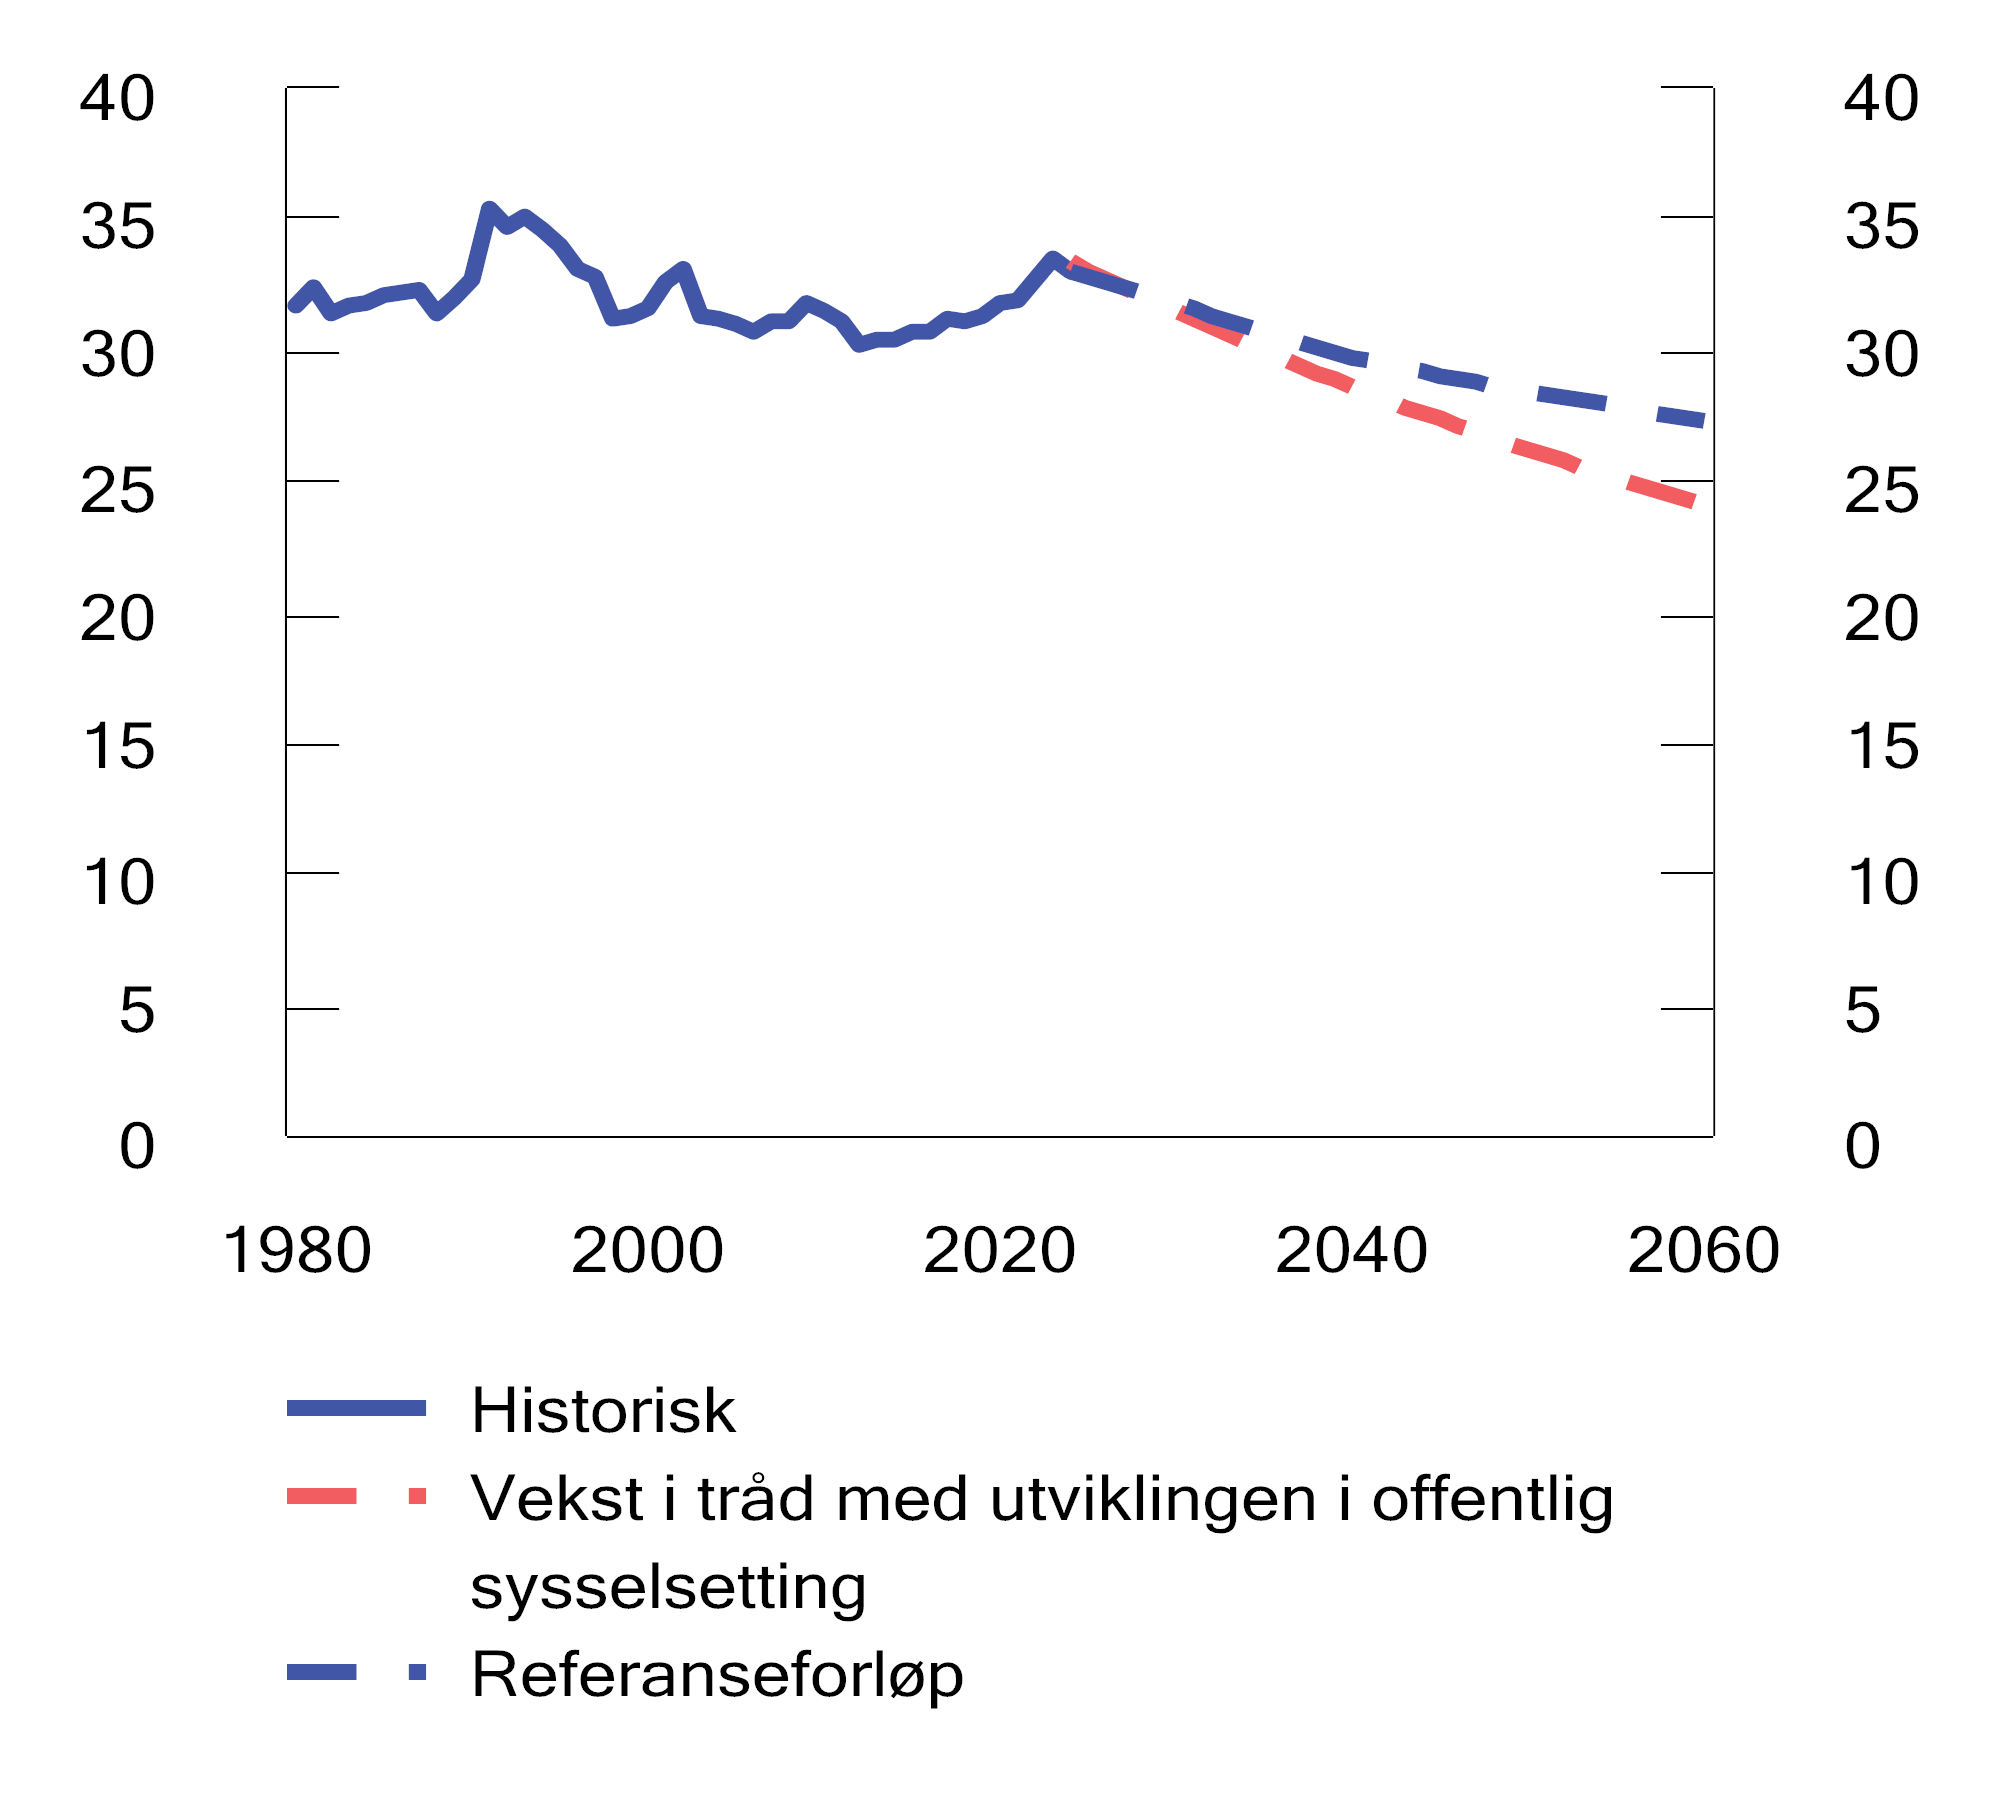 40 40
35 35
30 30
25 25
20 20
15 15
10 10
5 5
0 0
1980 2000 2020 2040 2060
Historisk
Vekst i tråd med utviklingen i offentlig
sysselsetting
Referanseforløp